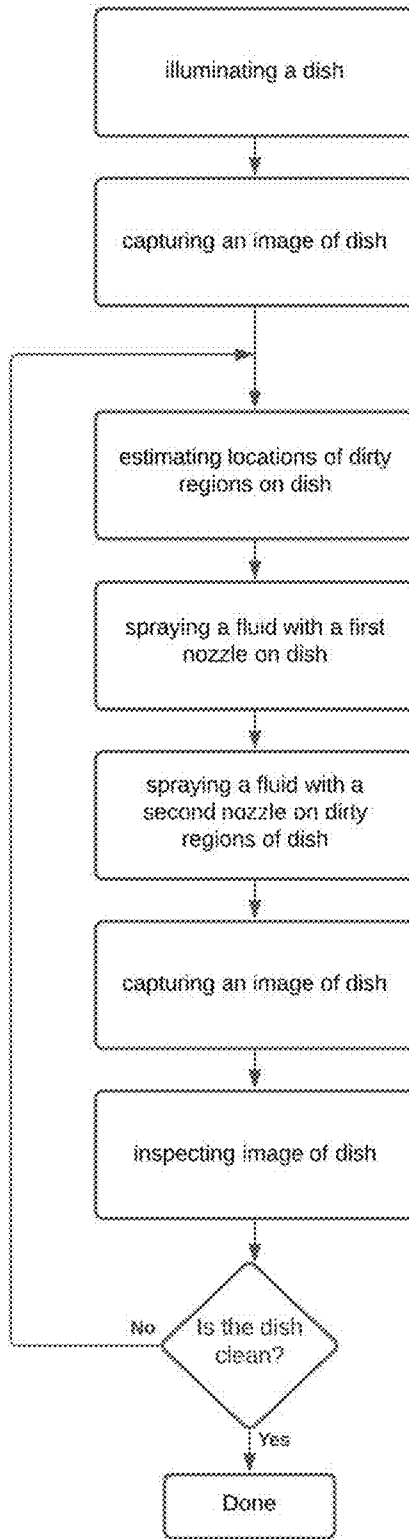 illuminating a dish
capturing an image of dish
estimating locations of dirty
regions on dish
spraying a fluid with a first
nozzle on dish
spraying a fluid with a
second nozzle on dirty
regions of dish
capturing an image of dish
inspecting image of dish
Is the dish
clean?
No
Yes
Done